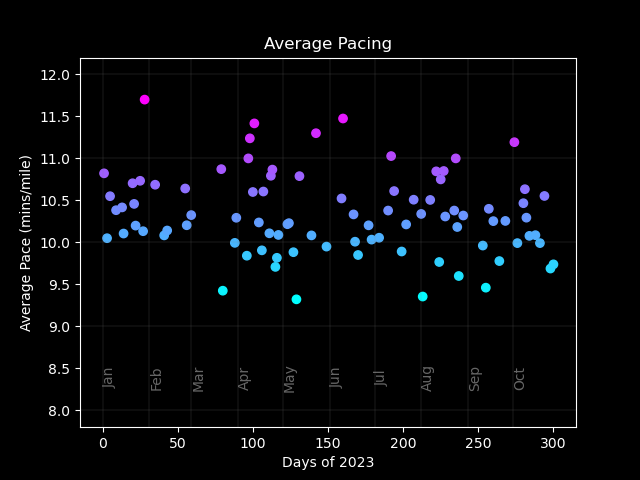 Average Pacing
12.0
11.5
11.0
10.5
10.0
9.5
9.0
8.5
8.0
Average Pace (mins/mile)
Jan
Feb
Mar
Apr
May
Jun
Jul
Aug
Sep
Oct
0 50 100 150 200 250 300
Days of 2023